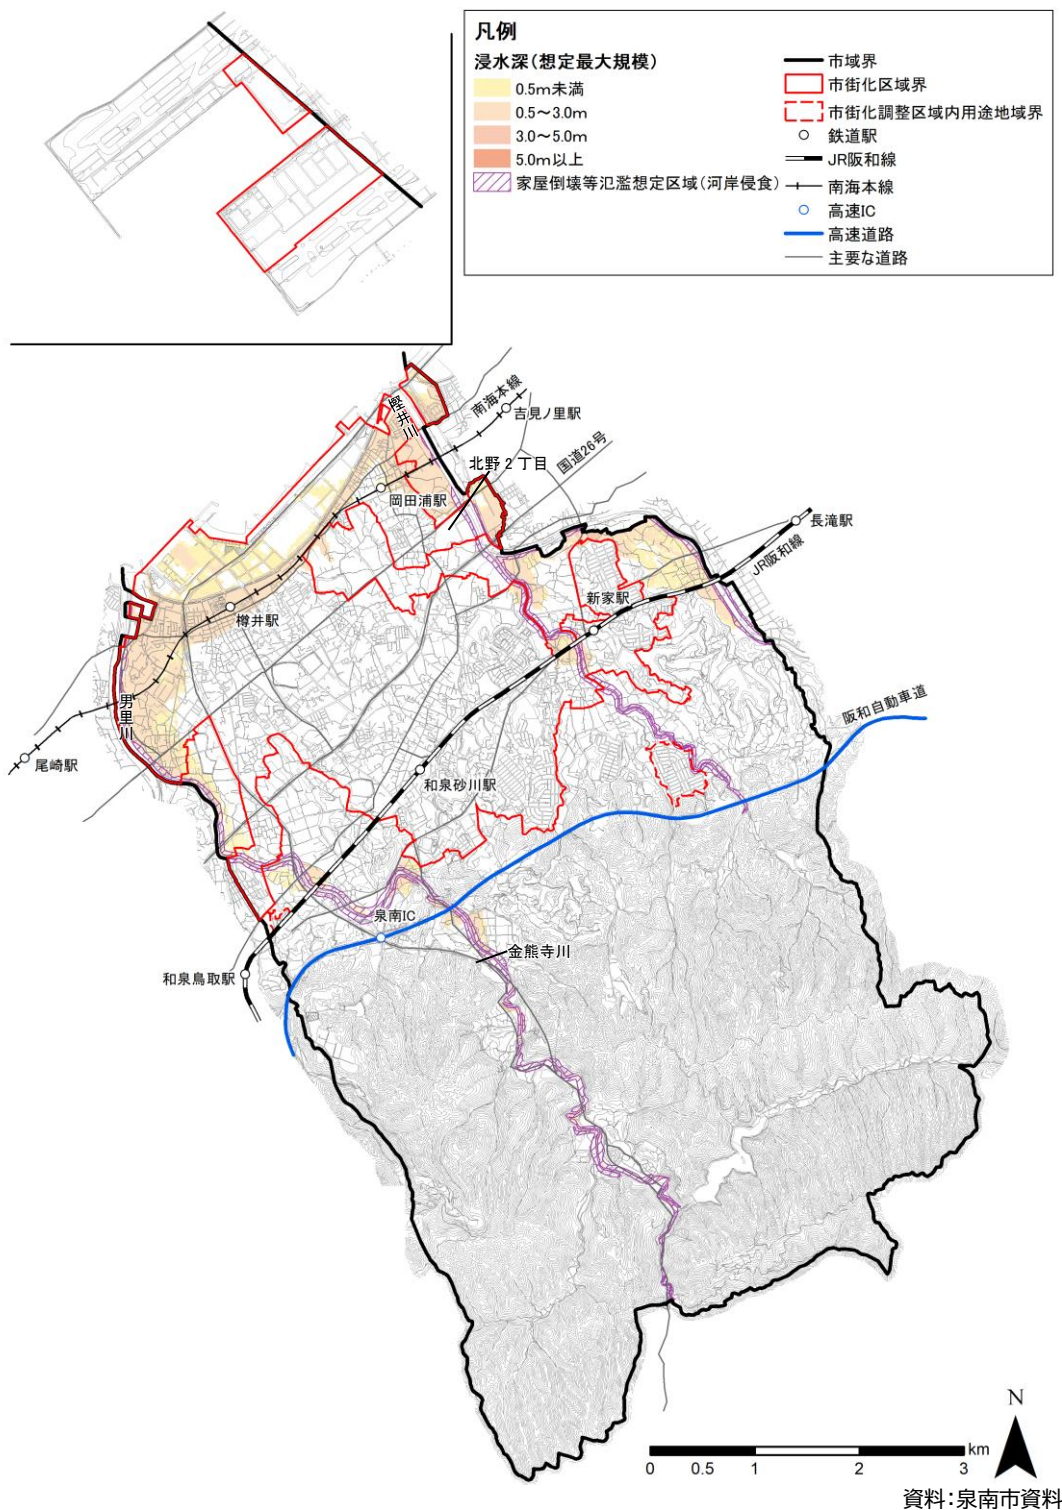 凡例
浸水深(想定最大規模)
0.5m未満
0.5～3.0m
3.0～5.0m
5.0m以上
家屋倒壊等氾濫想定区域(河岸侵食)
市域界
市街化区域界
市街化調整区域内用途地域界
鉄道駅
JR阪和線
南海本線
高速IC
高速道路
主要な道路
樫井川
南海本線
吉見ノ里駅
北野2丁目
国道26号
岡田浦駅
長滝駅
JR阪和線
新家駅
樽井駅
男里川
阪和自動車道
尾崎駅
和泉砂川駅
泉南IC
金熊寺川
和泉鳥取駅
N
km
0 0.5 1 2 3
資料:泉南市資料